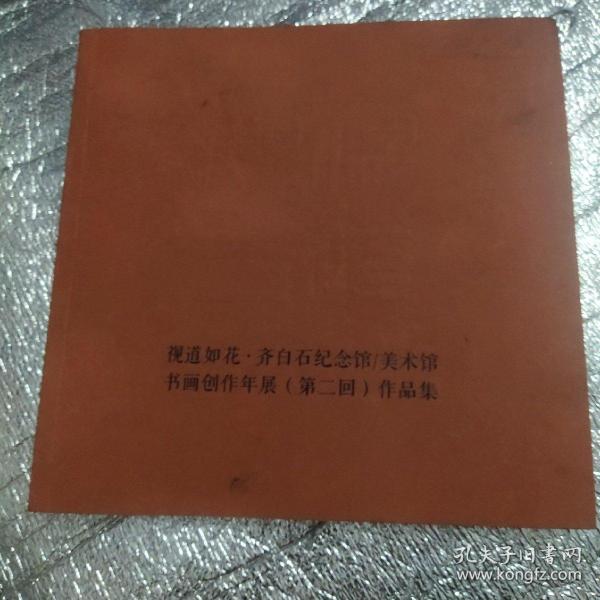 视道如花·齐白石纪念馆/美术馆
书画创作年展（第二回）作品集
孔夫子旧书网
www.kongfz.com